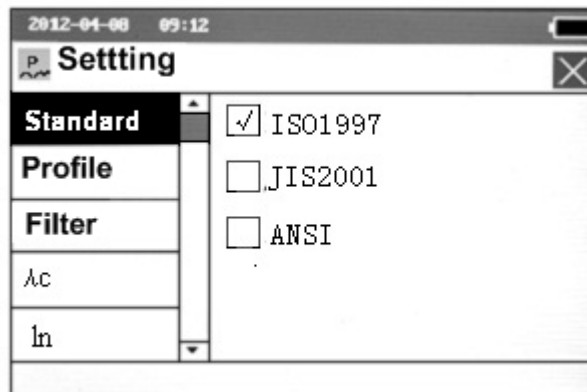 2012-04-08 09:12
P Settting
Standard
Profile
Filter
λc
ln
ISO1997
JIS2001
ANSI